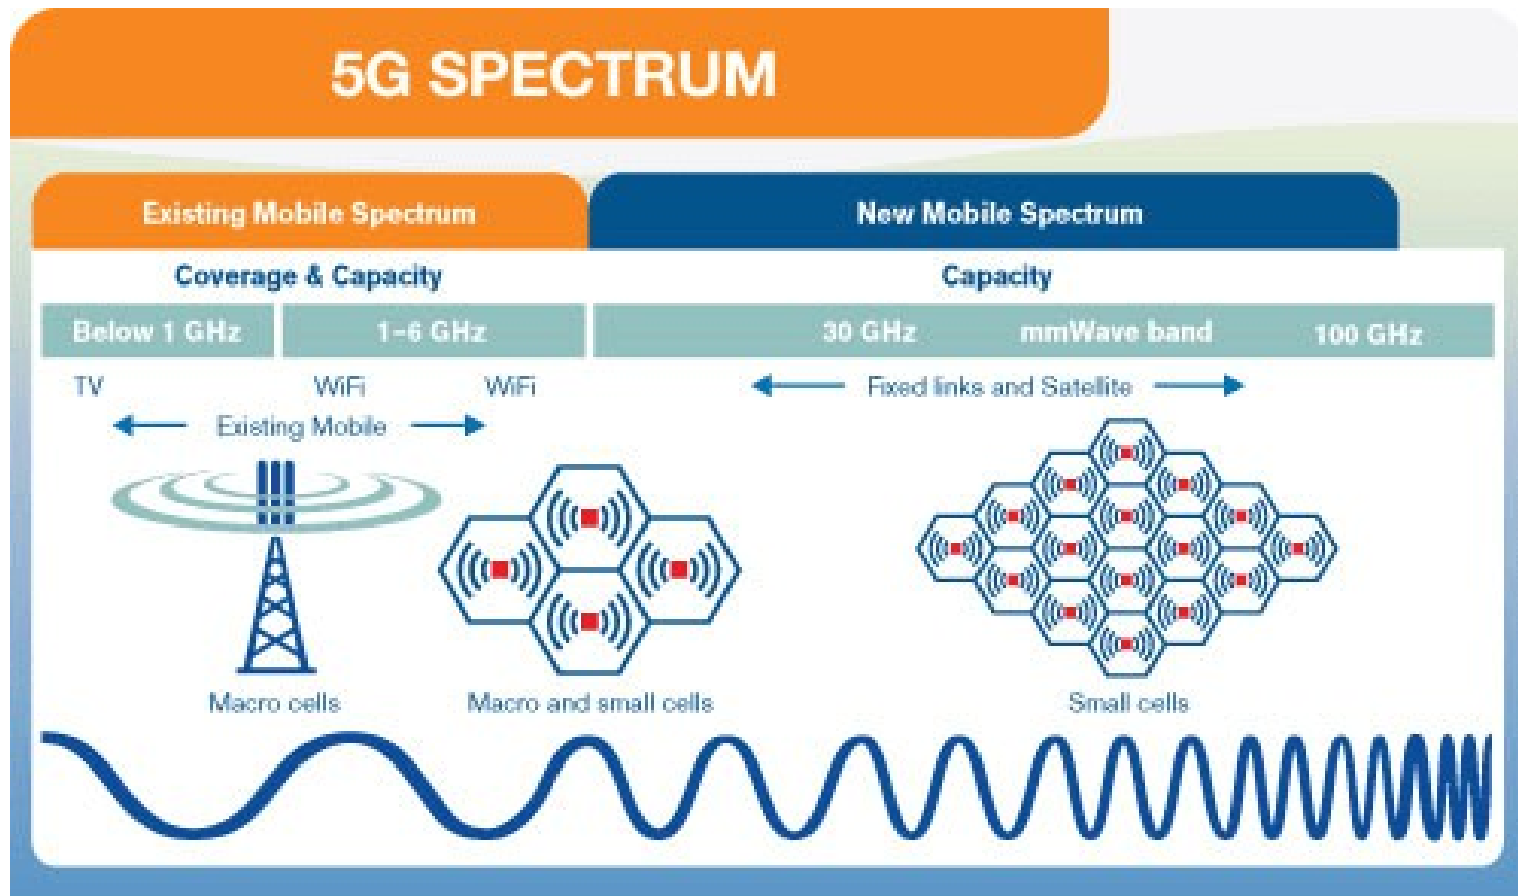 5G SPECTRUM
Existing Mobile Spectrum
New Mobile Spectrum
Coverage & Capacity
Capacity
Below 1 GHz
1–6 GHz
30 GHz
mmWave band
100 GHz
TV
WiFi
WiFi
Fixed links and Satellite
Existing Mobile
Macro cells
Macro and small cells
Small cells